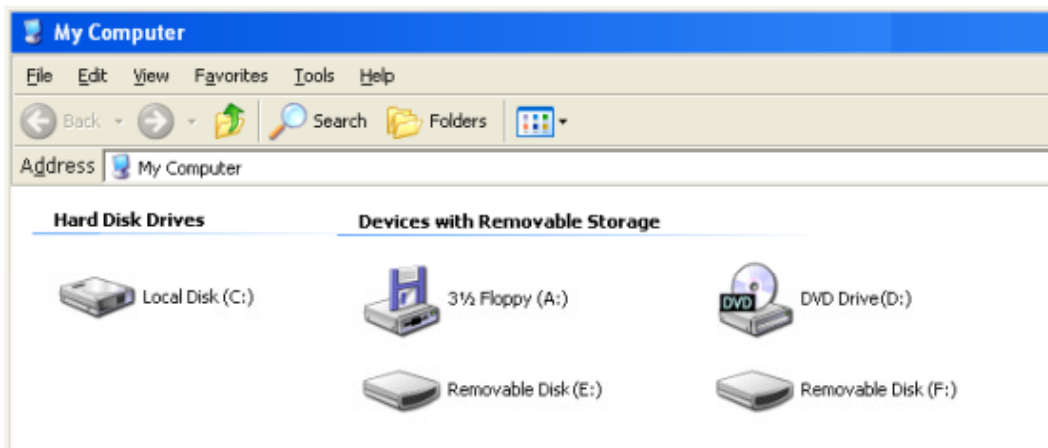 My Computer
File Edit View Favorites Tools Help
Back Search Folders
Address My Computer
Hard Disk Drives Devices with Removable Storage
Local Disk (C:) 3½ Floppy (A:) DVD DVD Drive(D:)
Removable Disk (E:) Removable Disk (F:)